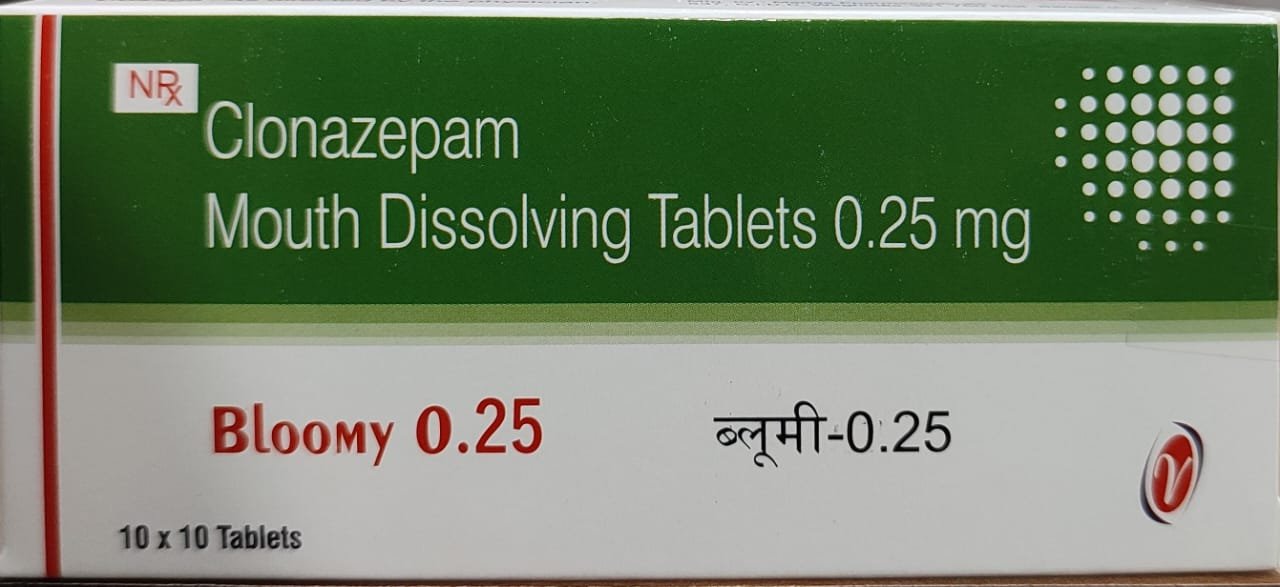 NRx
Clonazepam
Mouth Dissolving Tablets 0.25 mg
Bloomy 0.25
ब्लूमी-0.25
10 x 10 Tablets